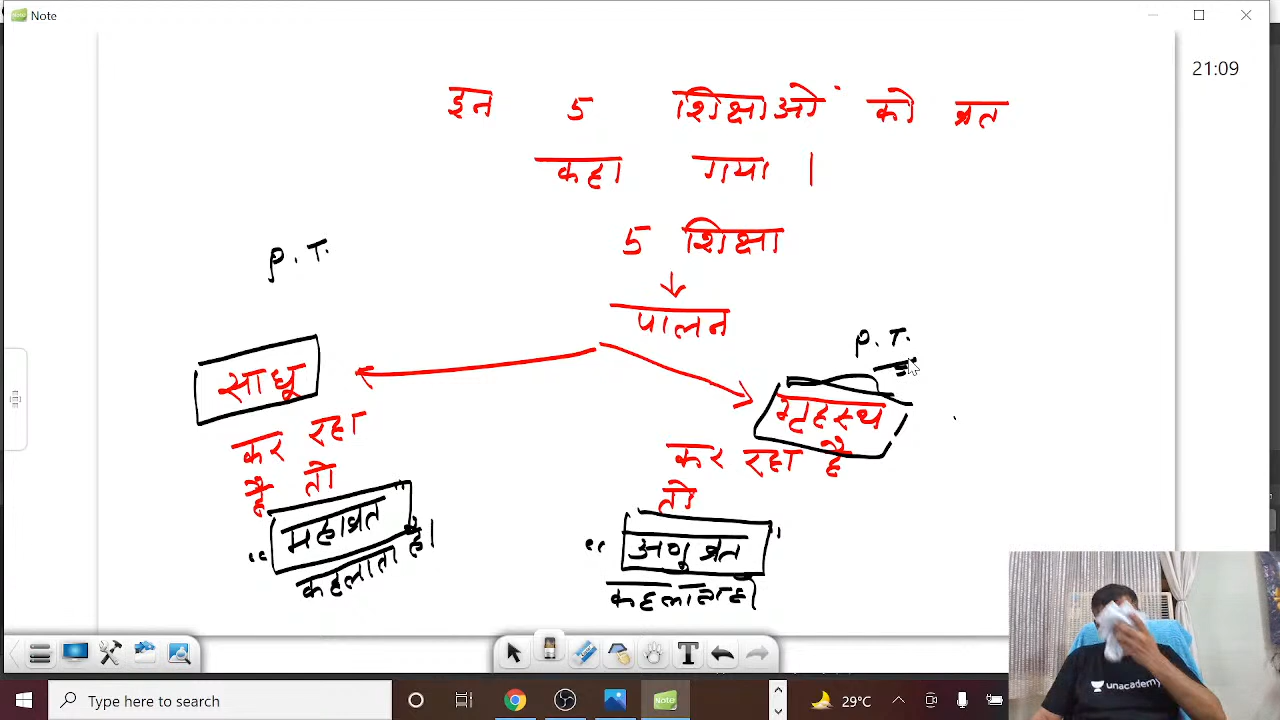 Note
21:09
इन 5 शिक्षाओं को व्रत
कहा गया।
5 शिक्षा
P.T.
पालन
P.T.
साधू
गृहस्थ
कर रहा
है तो
कर रहा है
तो
"महाव्रत"
कहलाता है।
"अणुव्रत"
कहलाता है।
T
unacademy
Type here to search
Note
29°C